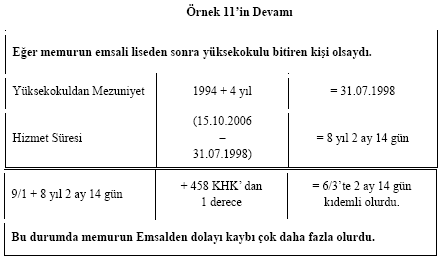 Örnek 11’in Devamı
Eğer memurun emsali liseden sonra yüksekokulu bitiren kişi olsaydı.
Yüksekokuldan Mezuniyet 1994 + 4 yıl = 31.07.1998
Hizmet Süresi (15.10.2006 – 31.07.1998) = 8 yıl 2 ay 14 gün
9/1 + 8 yıl 2 ay 14 gün + 458 KHK’ dan 1 derece = 6/3’te 2 ay 14 gün kıdemli olurdu.
Bu durumda memurun Emsalden dolayı kaybı çok daha fazla olurdu.